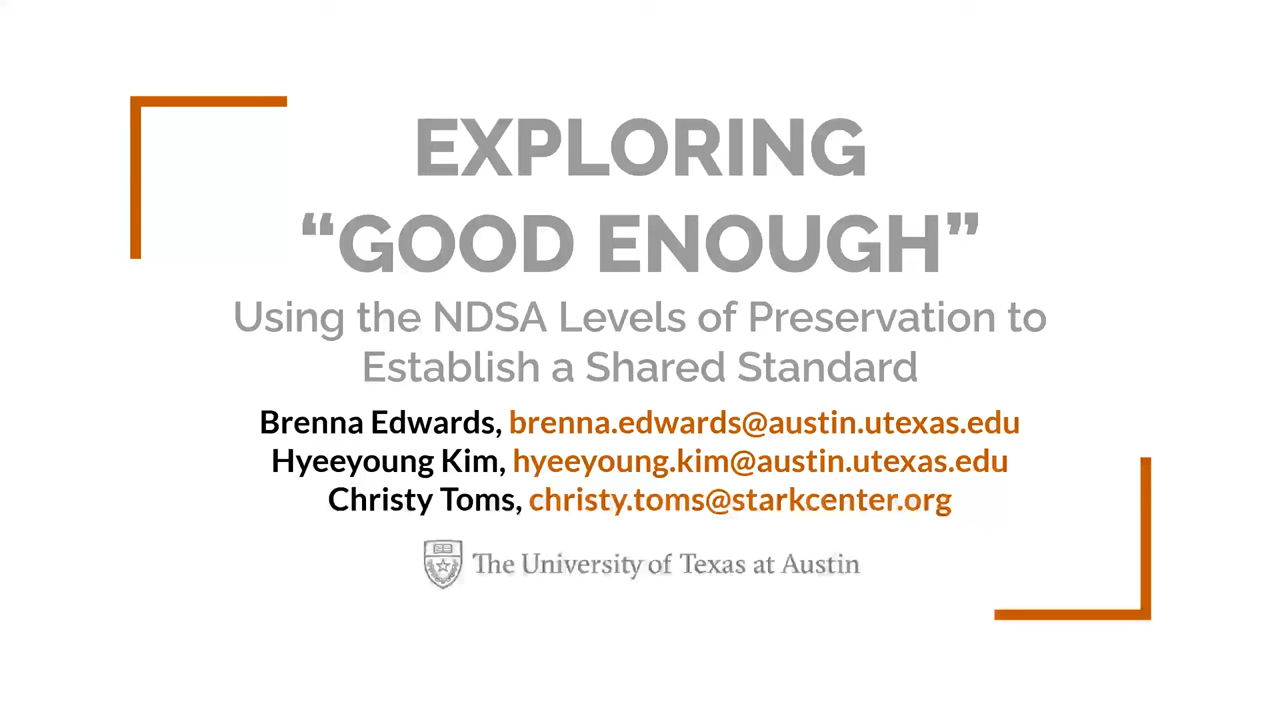 EXPLORING
“GOOD ENOUGH”
Using the NDSA Levels of Preservation to
Establish a Shared Standard
Brenna Edwards, brenna.edwards@austin.utexas.edu
Hyeeyoung Kim, hyeeyoung.kim@austin.utexas.edu
Christy Toms, christy.toms@starkcenter.org
The University of Texas at Austin